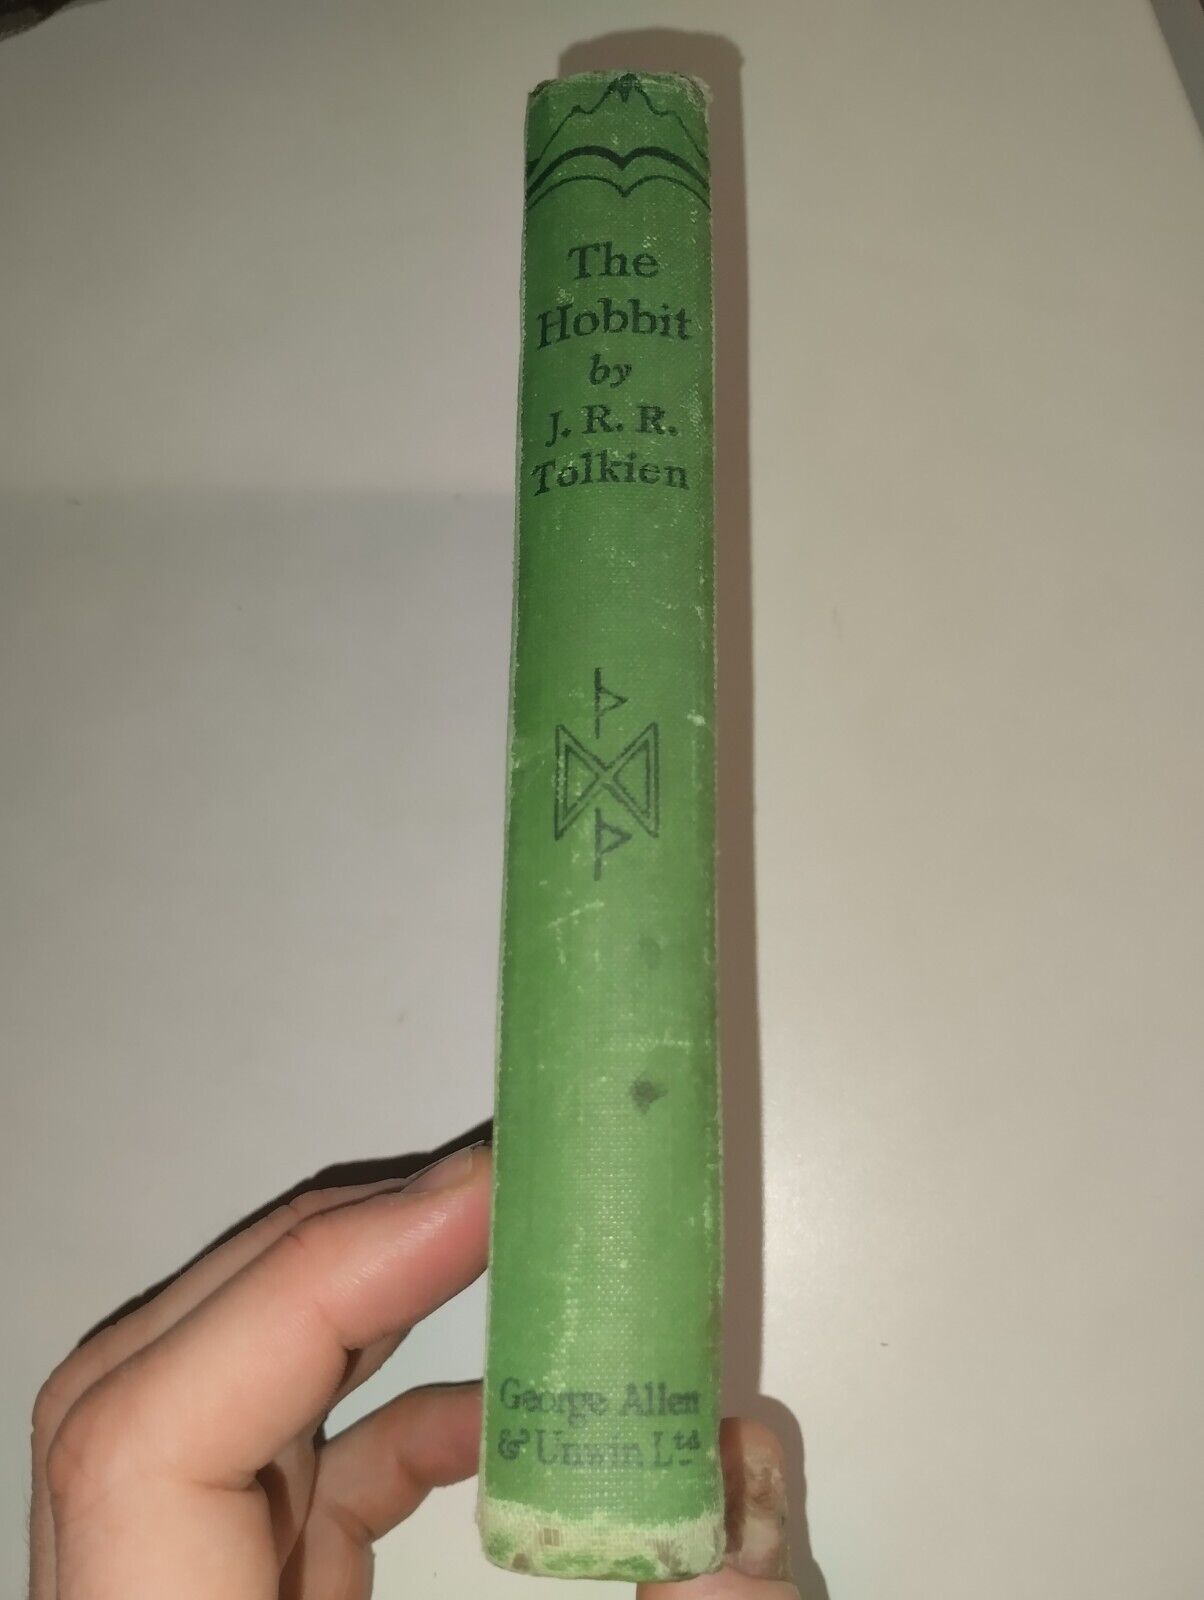 The
Hobbit
by
J. R. R.
Tolkien
ᚦ
ᛞ
ᚦ
George Allen
& Unwin Ltd